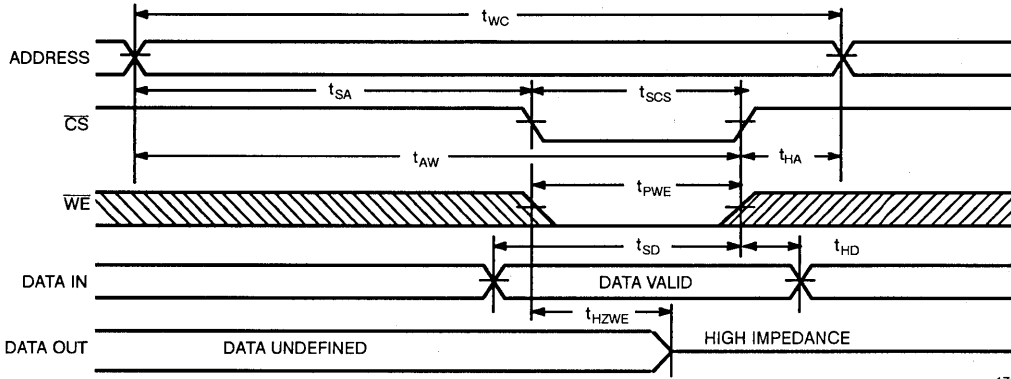 tWC
ADDRESS
tSA
tSCS
CS
tAW
tHA
tPWE
WE
tSD
tHD
DATA IN
DATA VALID
tHZWE
DATA OUT
DATA UNDEFINED
HIGH IMPEDANCE